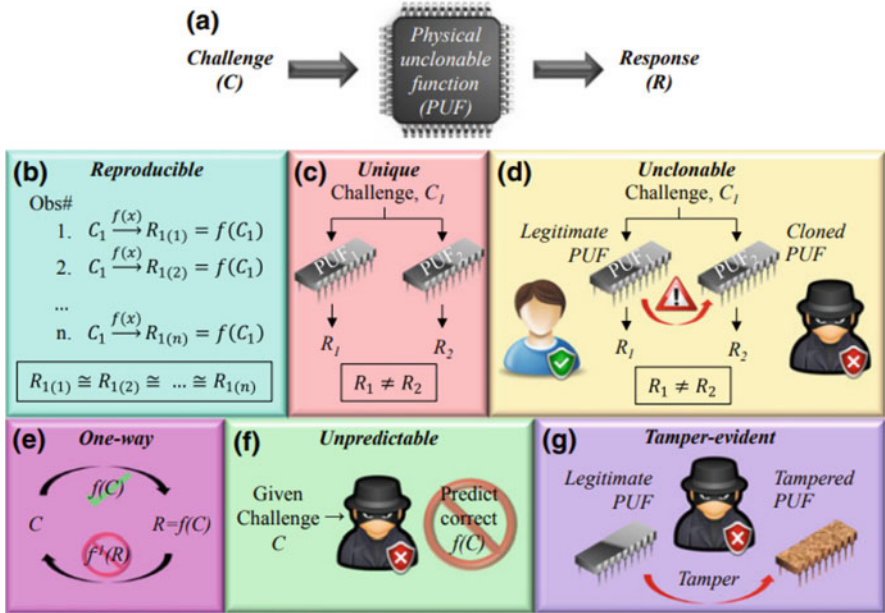 (a)
Challenge
(C)
Physical
unclonable
function
(PUF)
Response
(R)
(b) Reproducible
Obs#
1. C₁ f(x)→ R₁₍₁₎ = f(C₁)
2. C₁ f(x)→ R₁₍₂₎ = f(C₁)
...
n. C₁ f(x)→ R₁₍ₙ₎ = f(C₁)
R₁₍₁₎ ≅ R₁₍₂₎ ≅ ... ≅ R₁₍ₙ₎
(c) Unique
Challenge, C₁
PUF₁ PUF₂
R₁ R₂
R₁ ≠ R₂
(d) Unclonable
Challenge, C₁
Legitimate
PUF
PUF₁ PUF₂
Cloned
PUF
!
R₁ R₂
R₁ ≠ R₂
(e) One-way
f(C)
C R=f(C)
f⁻¹(R)
(f) Unpredictable
Given
Challenge →
C
Predict
correct
f(C)
(g) Tamper-evident
Legitimate
PUF
Tampered
PUF
Tamper